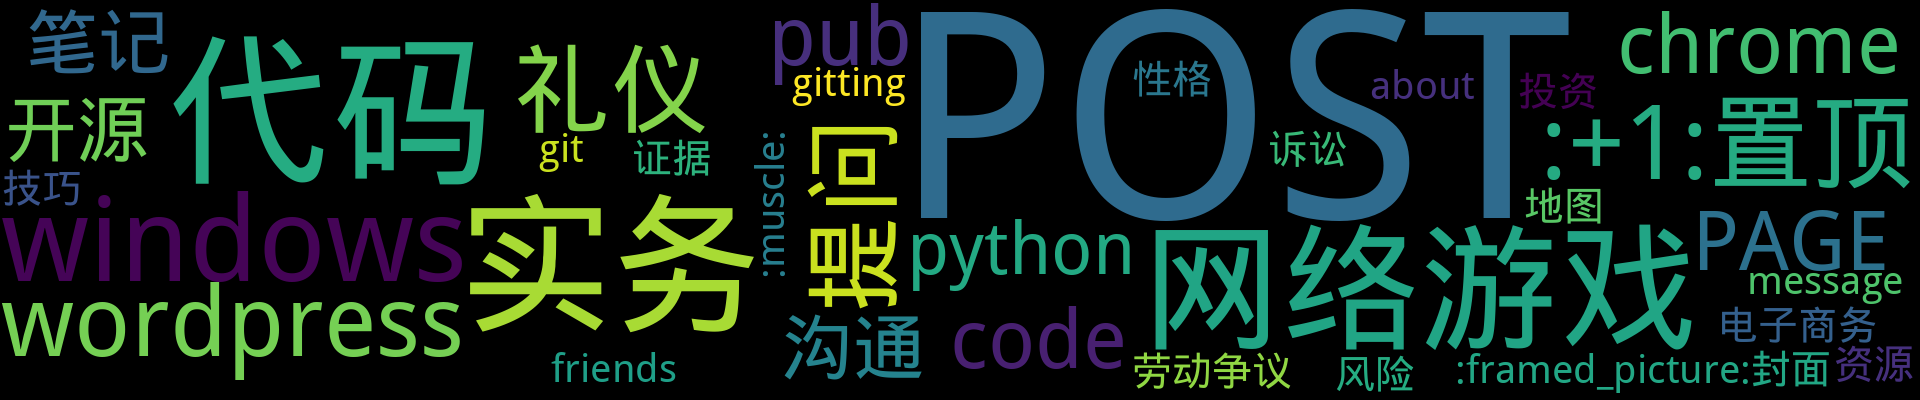 笔记
代码
礼仪
pub
POST
chrome
gitting
性格
about
投资
开源
git
证据
:muscle:
提问
诉讼
:+1:置顶
技巧
windows
实务
python
网络游戏
地图
PAGE
message
wordpress
friends
沟通
code
劳动争议
风险
:framed_picture:封面
电子商务
资源